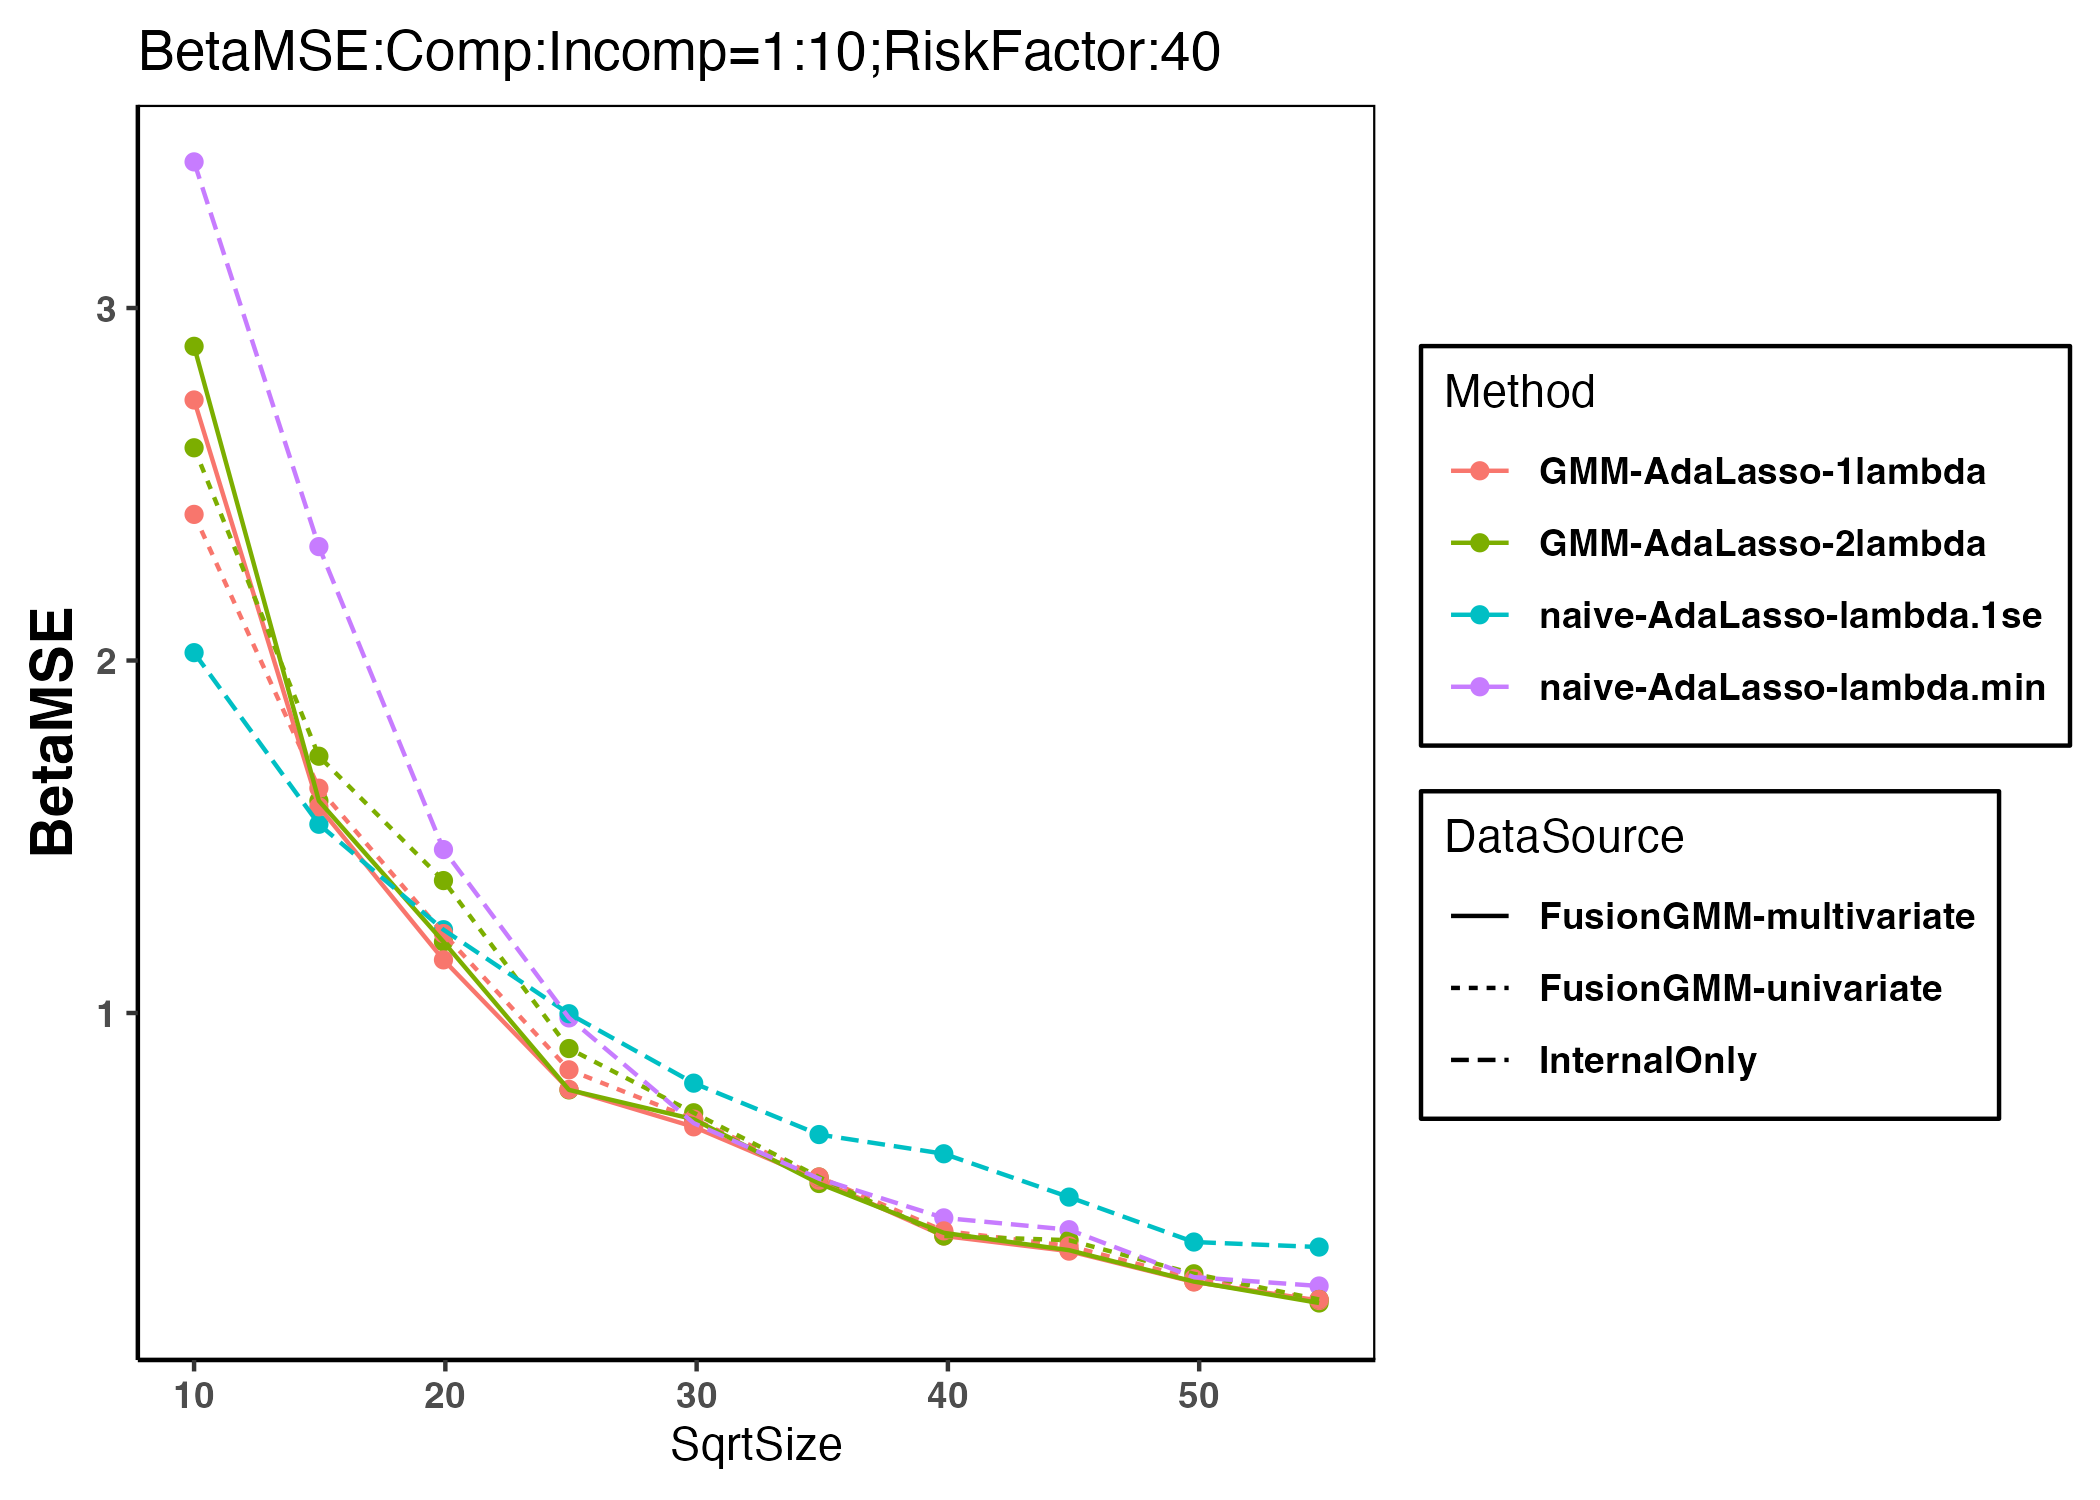 BetaMSE:Comp:Incomp=1:10;RiskFactor:40
BetaMSE
3
2
1
10 20 30 40 50
SqrtSize
Method
GMM-AdaLasso-1lambda
GMM-AdaLasso-2lambda
naive-AdaLasso-lambda.1se
naive-AdaLasso-lambda.min
DataSource
FusionGMM-multivariate
FusionGMM-univariate
InternalOnly